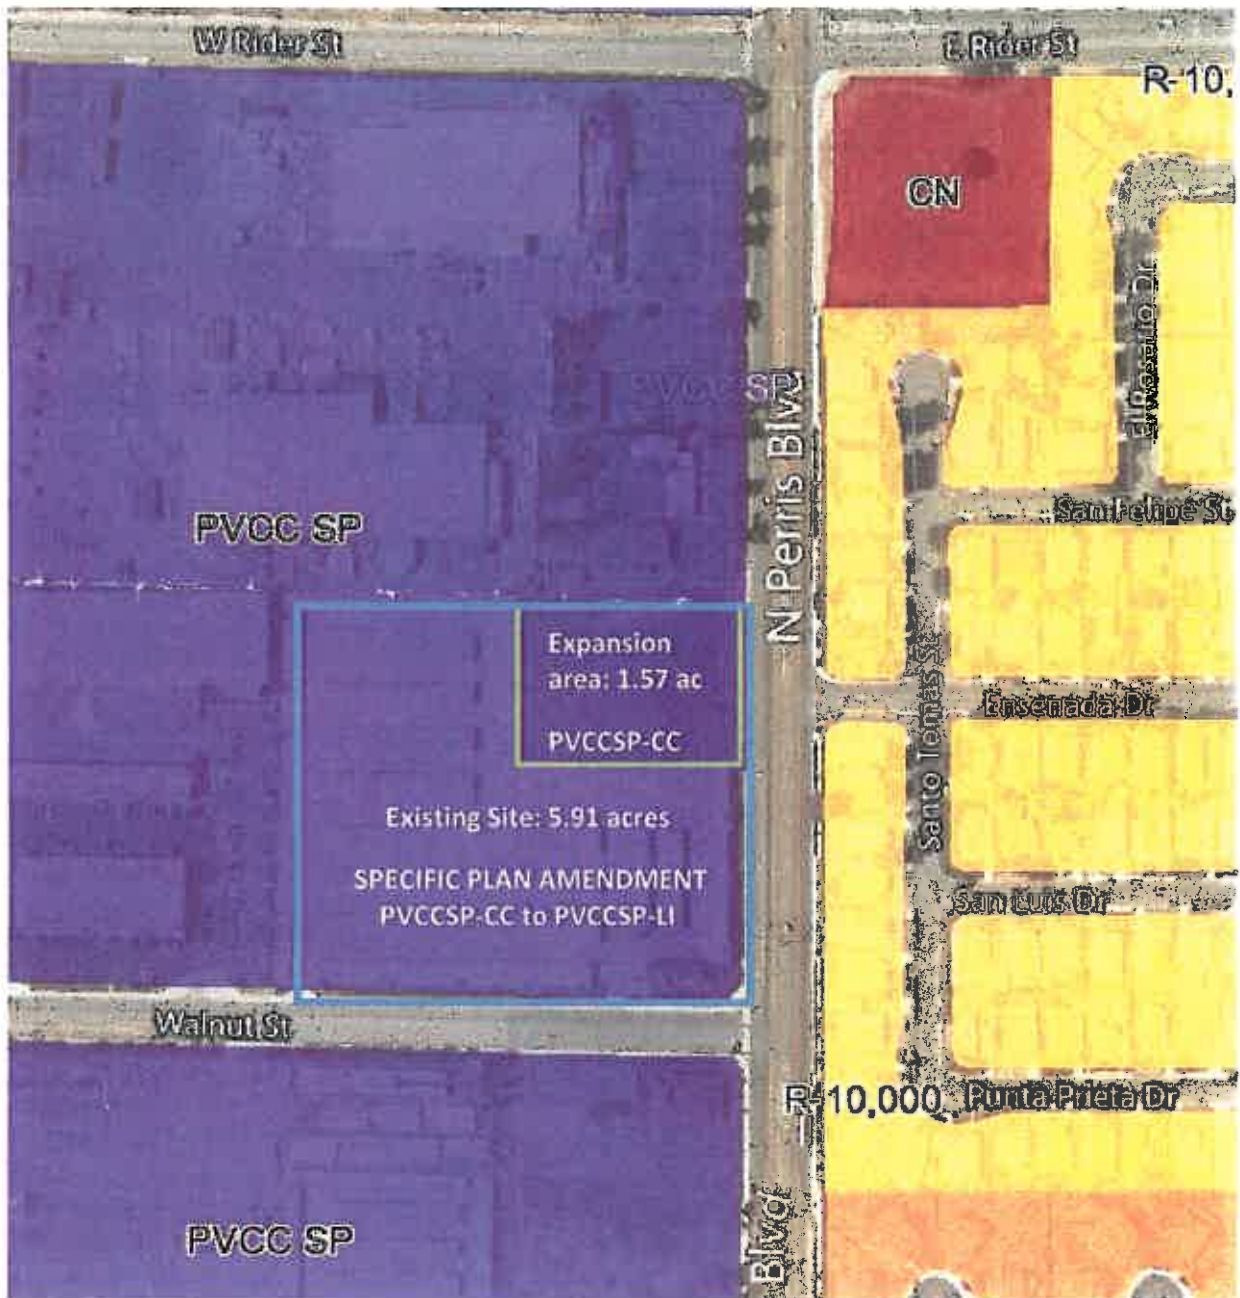 W Rider St
E Rider St
R-10,
CN
PVCC SP
N Perris Blvd
San Felipe St
PVCC SP
Expansion
area: 1.57 ac
PVCCSP-CC
Ensenada Dr
Santo Tomas St
Existing Site: 5.91 acres
SPECIFIC PLAN AMENDMENT
PVCCSP-CC to PVCCSP-LI
San Luis Dr
Walnut St
R-10,000
Punta Prieta Dr
PVCC SP
Blvd